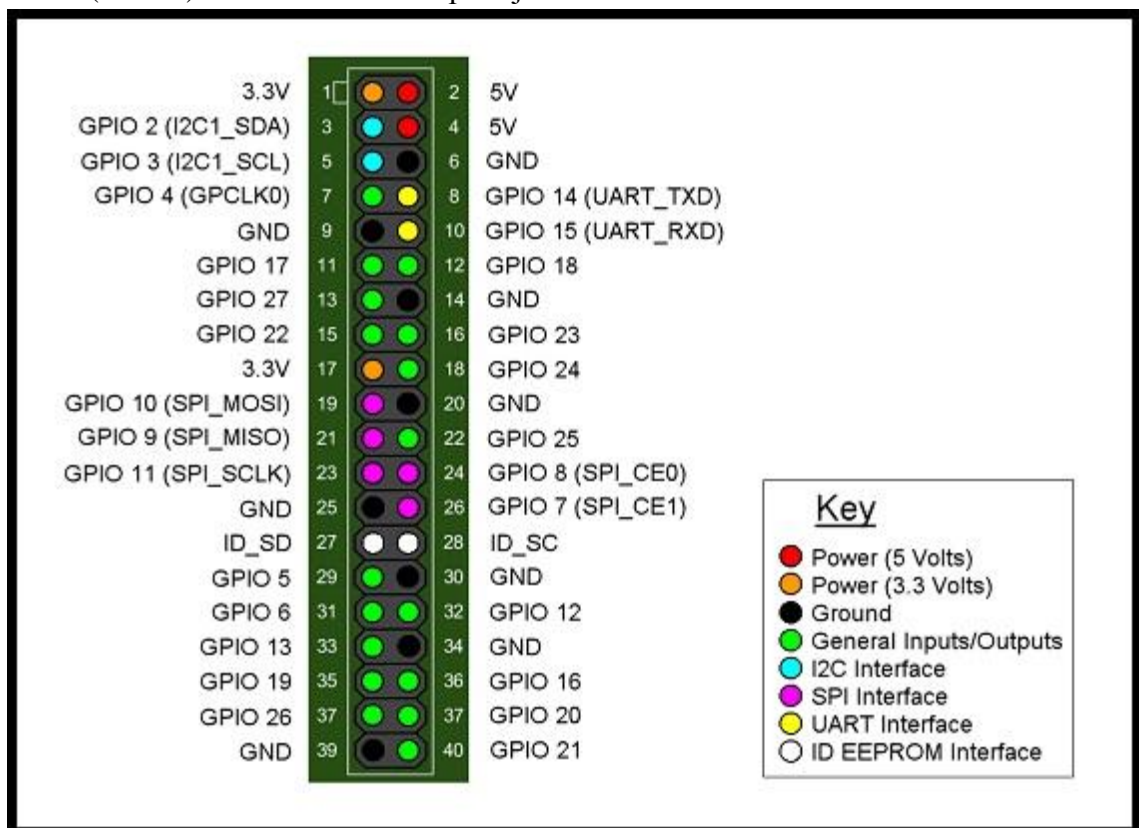 3.3V 1 2 5V
GPIO 2 (I2C1_SDA) 3 4 5V
GPIO 3 (I2C1_SCL) 5 6 GND
GPIO 4 (GPCLK0) 7 8 GPIO 14 (UART_TXD)
GND 9 10 GPIO 15 (UART_RXD)
GPIO 17 11 12 GPIO 18
GPIO 27 13 14 GND
GPIO 22 15 16 GPIO 23
3.3V 17 18 GPIO 24
GPIO 10 (SPI_MOSI) 19 20 GND
GPIO 9 (SPI_MISO) 21 22 GPIO 25
GPIO 11 (SPI_SCLK) 23 24 GPIO 8 (SPI_CE0)
GND 25 26 GPIO 7 (SPI_CE1)
ID_SD 27 28 ID_SC
GPIO 5 29 30 GND
GPIO 6 31 32 GPIO 12
GPIO 13 33 34 GND
GPIO 19 35 36 GPIO 16
GPIO 26 37 37 GPIO 20
GND 39 40 GPIO 21
Key
Power (5 Volts)
Power (3.3 Volts)
Ground
General Inputs/Outputs
I2C Interface
SPI Interface
UART Interface
ID EEPROM Interface